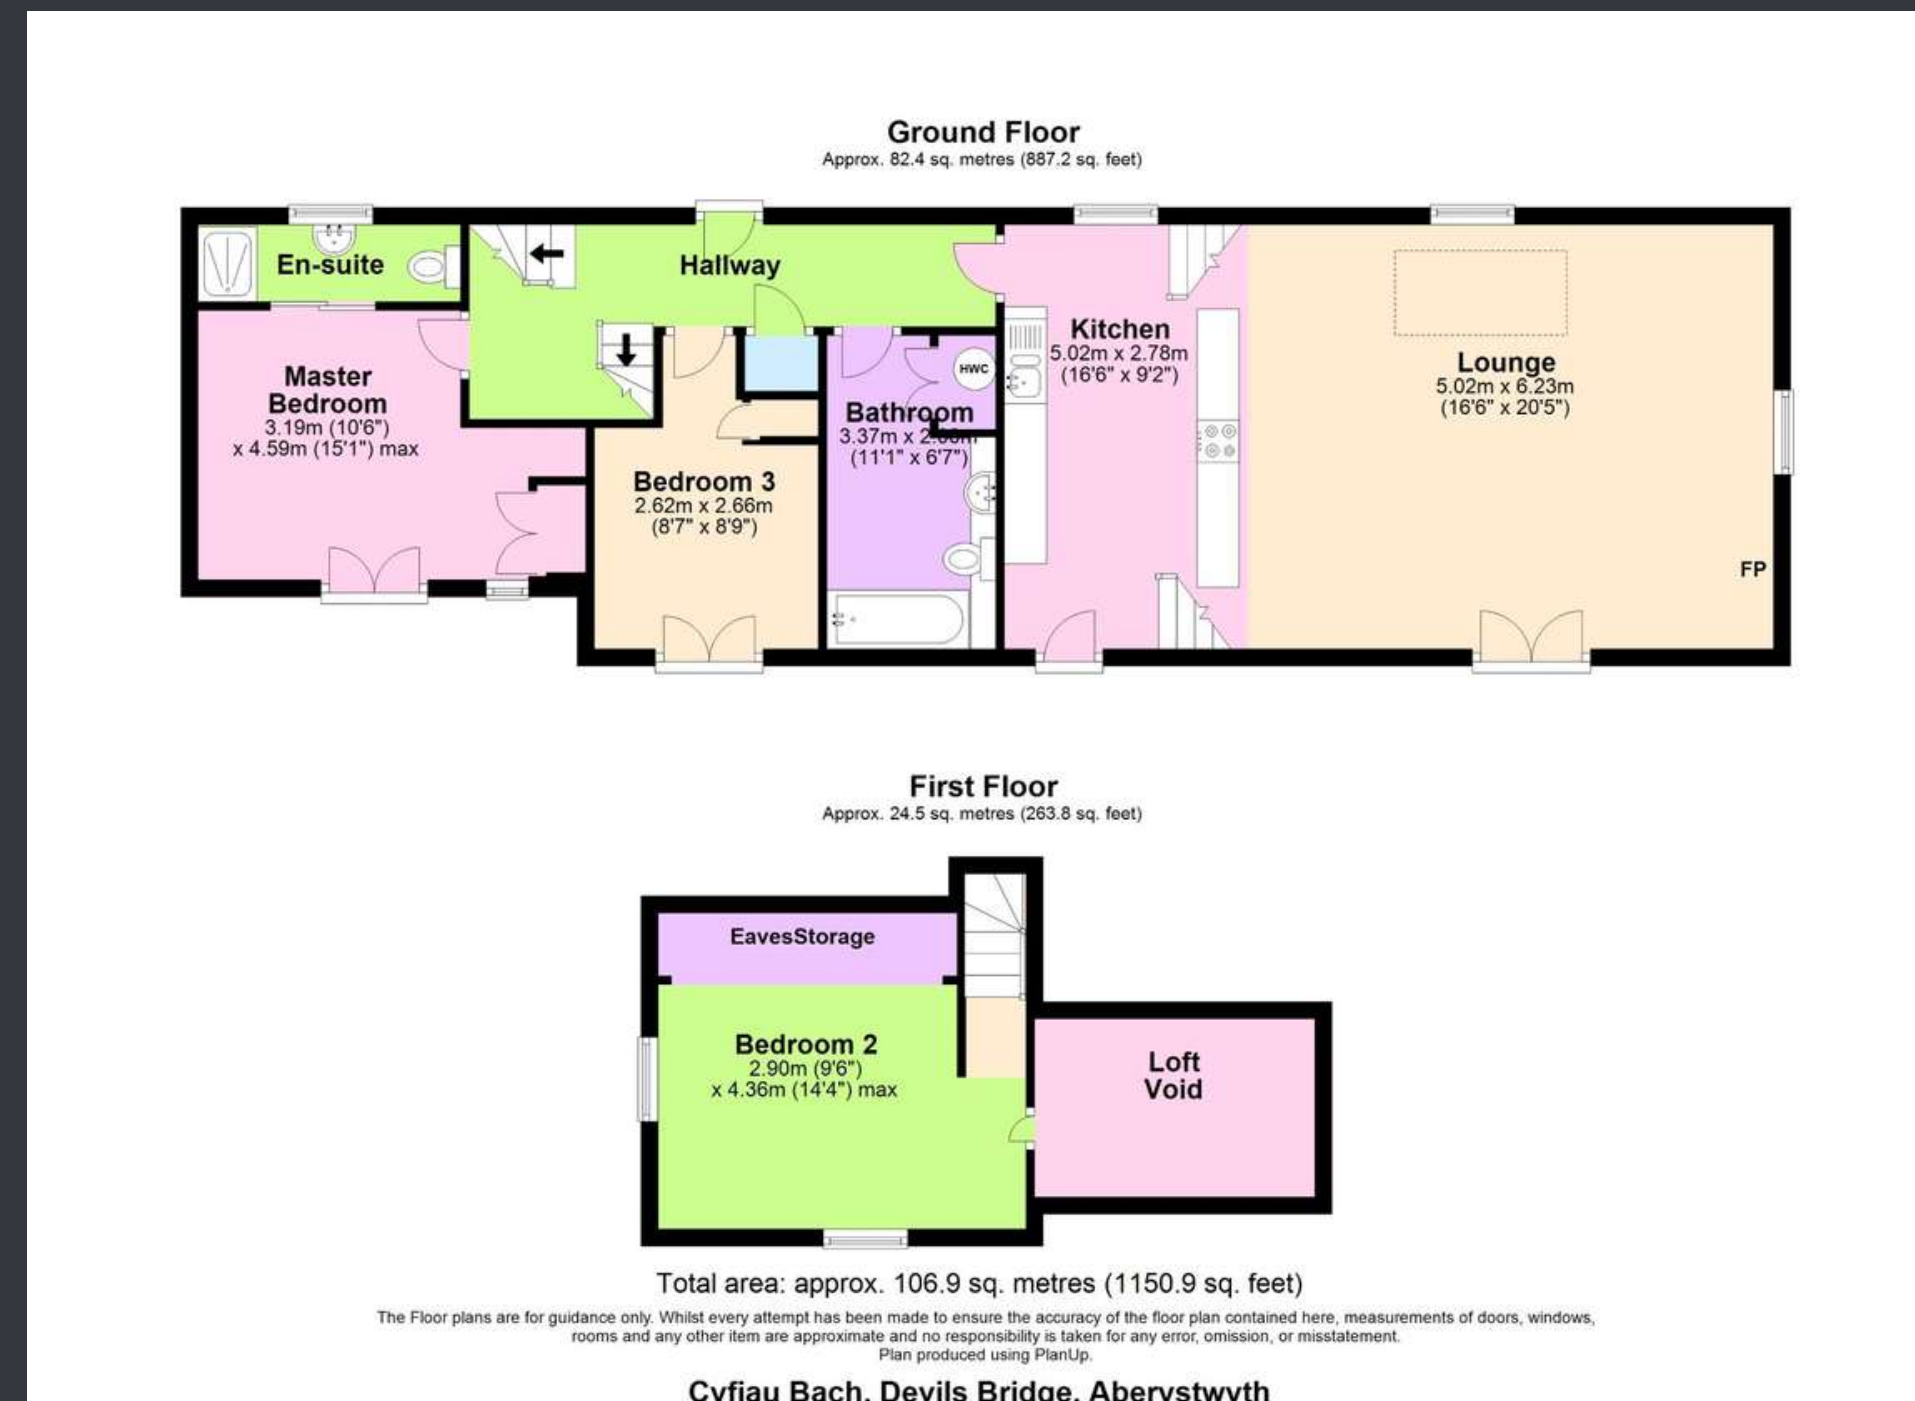 Ground Floor
Approx. 82.4 sq. metres (887.2 sq. feet)
En-suite
Hallway
Master
Bedroom
3.19m (10'6")
x 4.59m (15'1") max
Bedroom 3
2.62m x 2.66m
(8'7" x 8'9")
HWC
Bathroom
3.37m x
(11'1" x 6'7")
Kitchen
5.02m x 2.78m
(16'6" x 9'2")
Lounge
5.02m x 6.23m
(16'6" x 20'5")
FP
First Floor
Approx. 24.5 sq. metres (263.8 sq. feet)
EavesStorage
Bedroom 2
2.90m (9'6")
x 4.36m (14'4") max
Loft
Void
Total area: approx. 106.9 sq. metres (1150.9 sq. feet)
The Floor plans are for guidance only. Whilst every attempt has been made to ensure the accuracy of the floor plan contained here, measurements of doors, windows,
rooms and any other item are approximate and no responsibility is taken for any error, omission, or misstatement.
Plan produced using PlanUp.
Cyfiau Bach, Devils Bridge, Aberystwyth